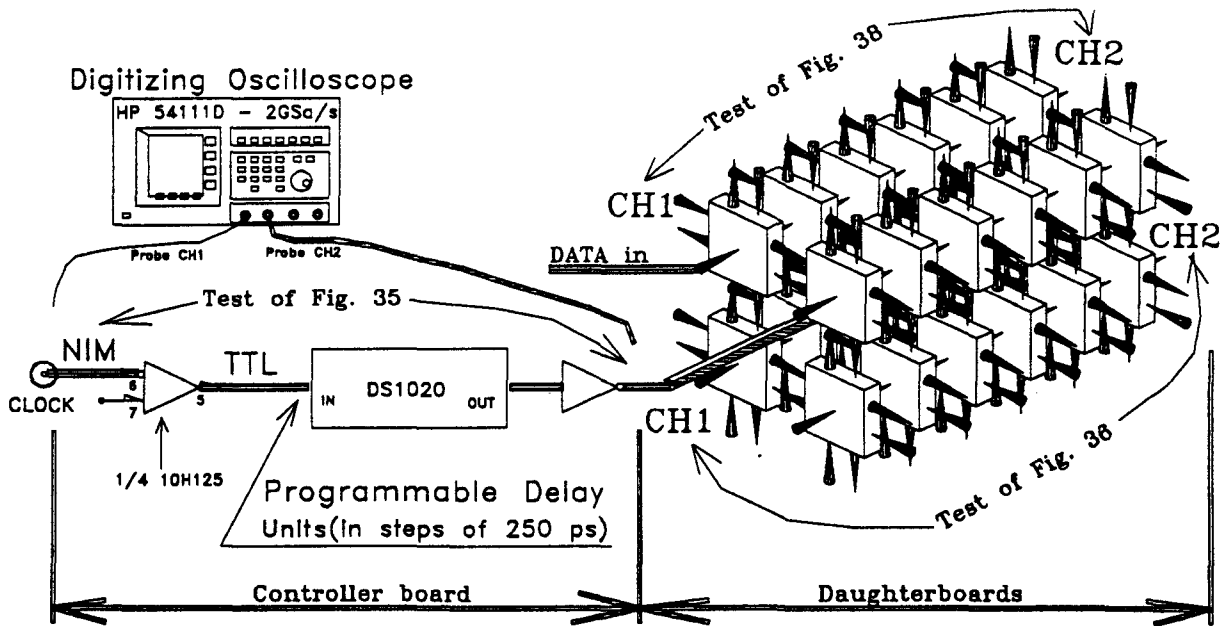 Digitizing Oscilloscope
HP 54111D - 2GSa/s
Probe CH1
Probe CH2
Test of Fig. 38
CH2
CH1
CH2
DATA in
Test of Fig. 35
NIM
TTL
CLOCK
6
7
5
IN
DS1020
OUT
1/4 10H125
CH1
Test of Fig. 36
Programmable Delay
Units(in steps of 250 ps)
Controller board
Daughterboards